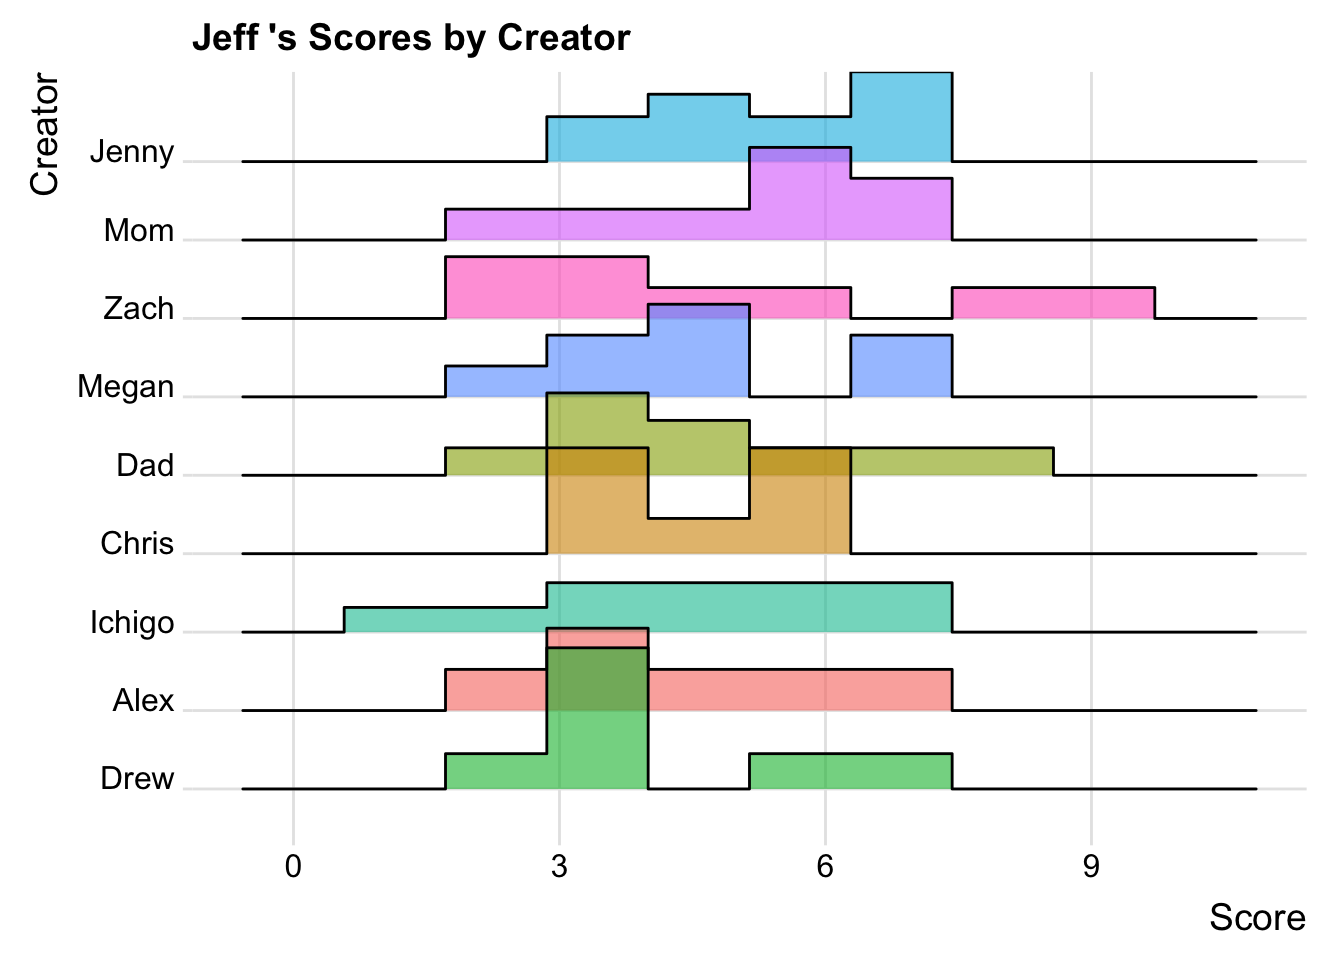 Jeff 's Scores by Creator
Creator
Jenny
Mom
Zach
Megan
Dad
Chris
Ichigo
Alex
Drew
0 3 6 9
Score